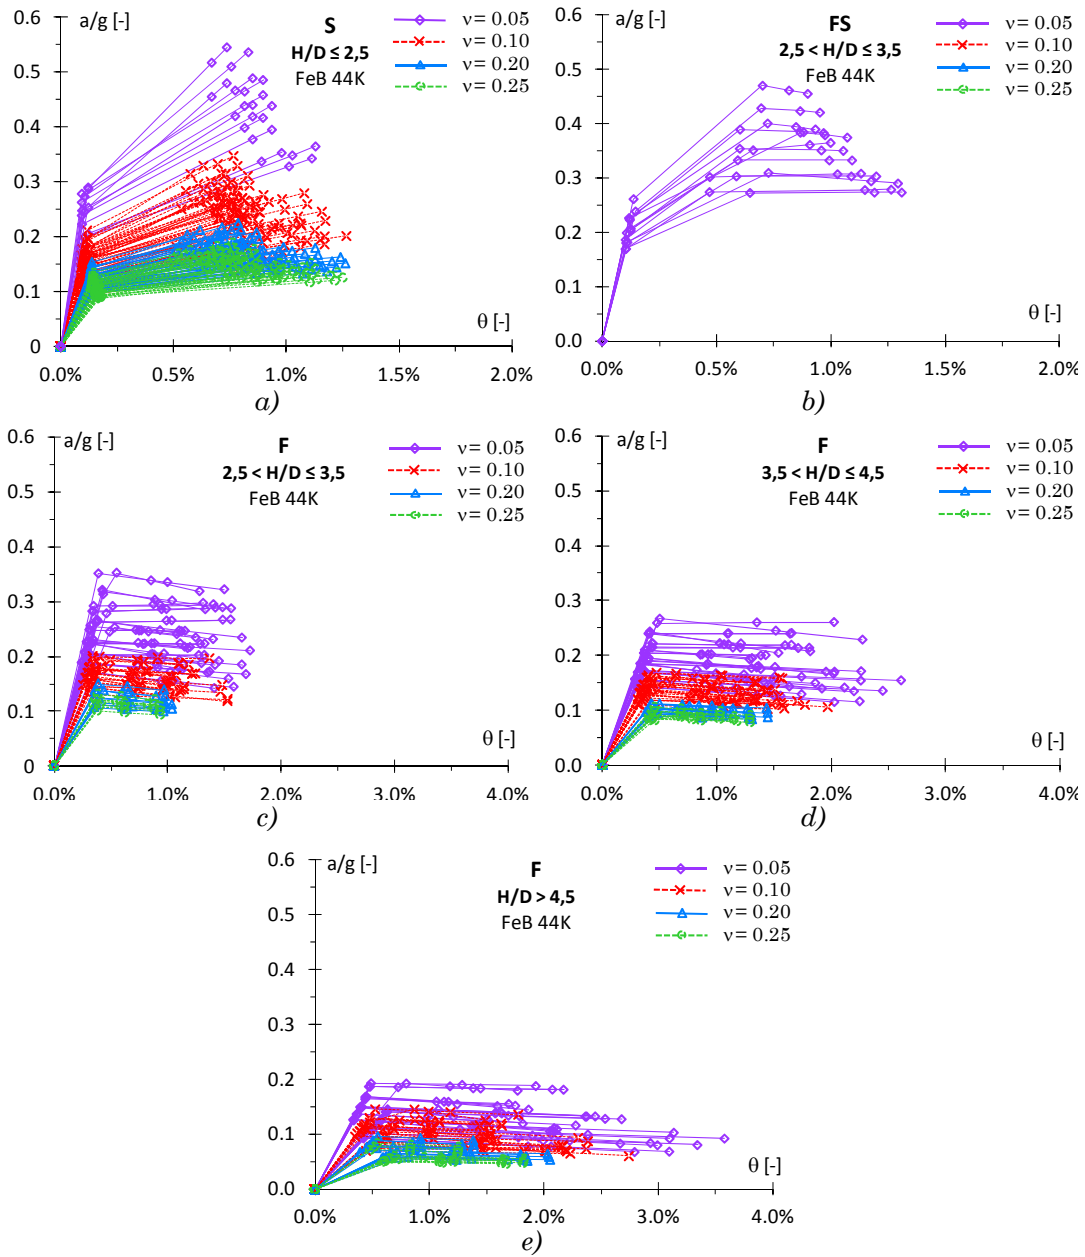 0.6
a/g [-]
S
H/D ≤ 2,5
FeB 44K
ν = 0.05
ν = 0.10
ν = 0.20
ν = 0.25
0.5
0.4
0.3
0.2
0.1
0
θ [-]
0.0% 0.5% 1.0% 1.5% 2.0%
a)
0.6
a/g [-]
FS
2,5 < H/D ≤ 3,5
FeB 44K
ν = 0.05
ν = 0.10
ν = 0.20
ν = 0.25
0.5
0.4
0.3
0.2
0.1
0.0
θ [-]
0.0% 0.5% 1.0% 1.5% 2.0%
b)
0.6
a/g [-]
F
2,5 < H/D ≤ 3,5
FeB 44K
ν = 0.05
ν = 0.10
ν = 0.20
ν = 0.25
0.5
0.4
0.3
0.2
0.1
0.0
θ [-]
0.0% 1.0% 2.0% 3.0% 4.0%
c)
0.6
a/g [-]
F
3,5 < H/D ≤ 4,5
FeB 44K
ν = 0.05
ν = 0.10
ν = 0.20
ν = 0.25
0.5
0.4
0.3
0.2
0.1
0.0
θ [-]
0.0% 1.0% 2.0% 3.0% 4.0%
d)
0.6
a/g [-]
F
H/D > 4,5
FeB 44K
ν = 0.05
ν = 0.10
ν = 0.20
ν = 0.25
0.5
0.4
0.3
0.2
0.1
0.0
θ [-]
0.0% 1.0% 2.0% 3.0% 4.0%
e)